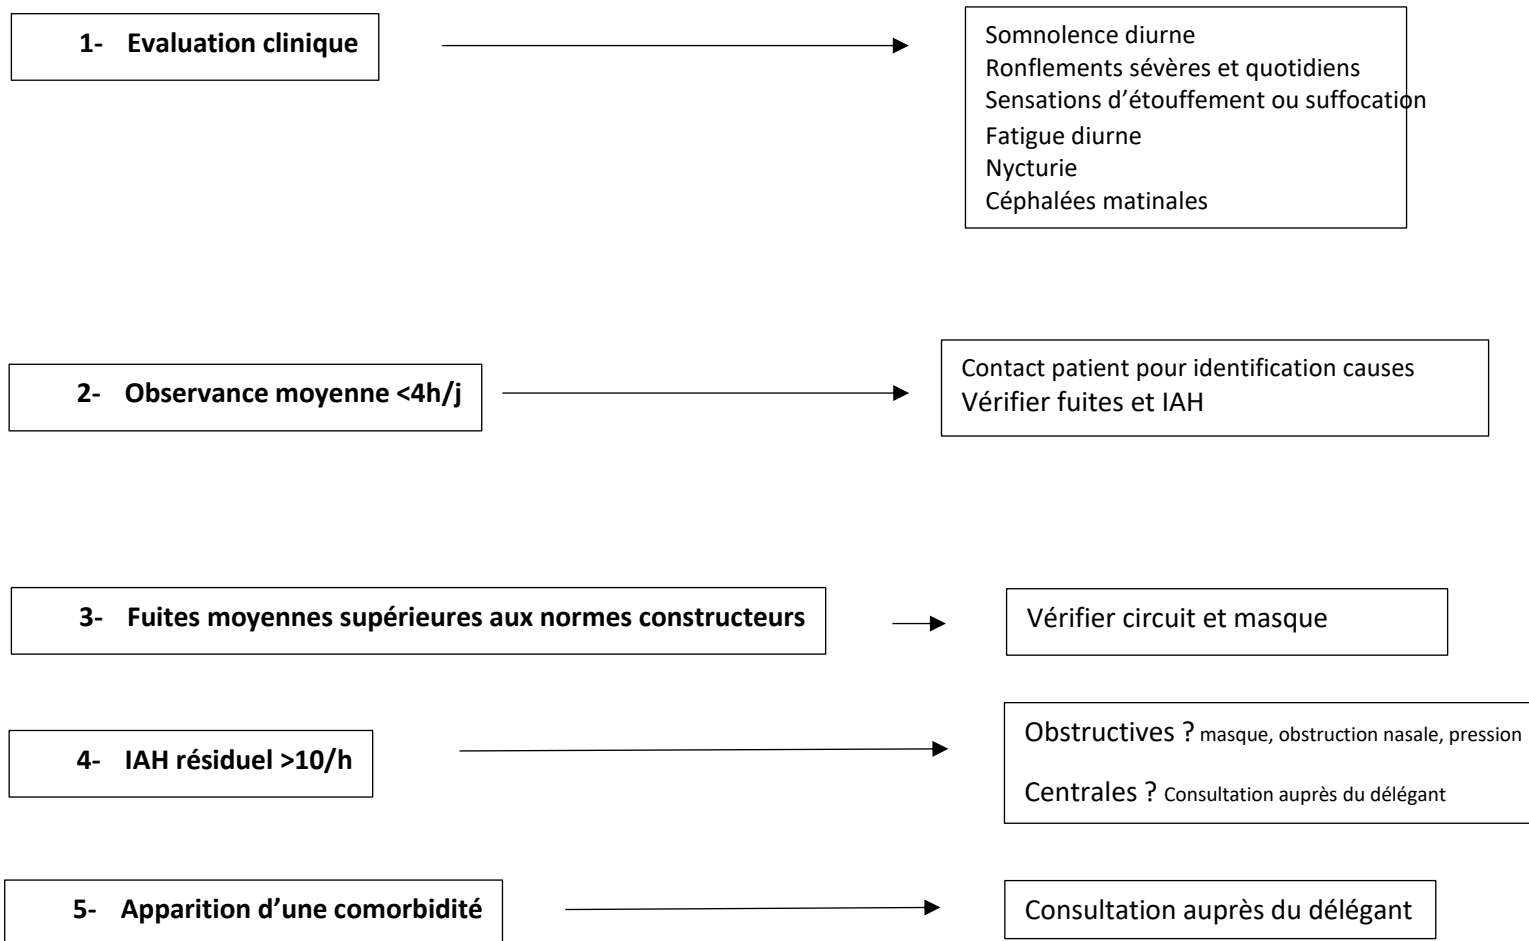 1- Evaluation clinique
Somnolence diurne
Ronflements sévères et quotidiens
Sensations d’étouffement ou suffocation
Fatigue diurne
Nycturie
Céphalées matinales
2- Observance moyenne <4h/j
Contact patient pour identification causes
Vérifier fuites et IAH
3- Fuites moyennes supérieures aux normes constructeurs
Vérifier circuit et masque
4- IAH résiduel >10/h
Obstructives ? masque, obstruction nasale, pression
Centrales ? Consultation auprès du délégant
5- Apparition d’une comorbidité
Consultation auprès du délégant